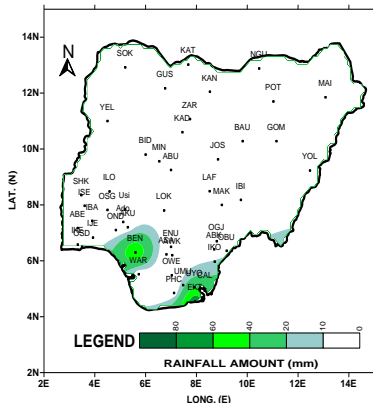 14N
12N
10N
8N
6N
4N
2N
LAT. (N)
N
SOK
KAT
NGU
GUS
KAN
MAI
POT
YEL
ZAR
KAD
BID
MIN
ABU
JOS
BAU
GOM
YOL
SHK
ISE
ILO
OSG
Usi
IBA
Ado
AKU
ABE
IJE
OND
IKE
OSD
LOK
LAF
MAK
IBI
BEN
WAR
ENU
AWK
ASA
OWE
OGJ
ABK
OBU
IKO
UMU
UYO
CAL
PHC
EKT
LEGEND
80 60 40 20 10 0
RAINFALL AMOUNT (mm)
2E 4E 6E 8E 10E 12E 14E
LONG. (E)